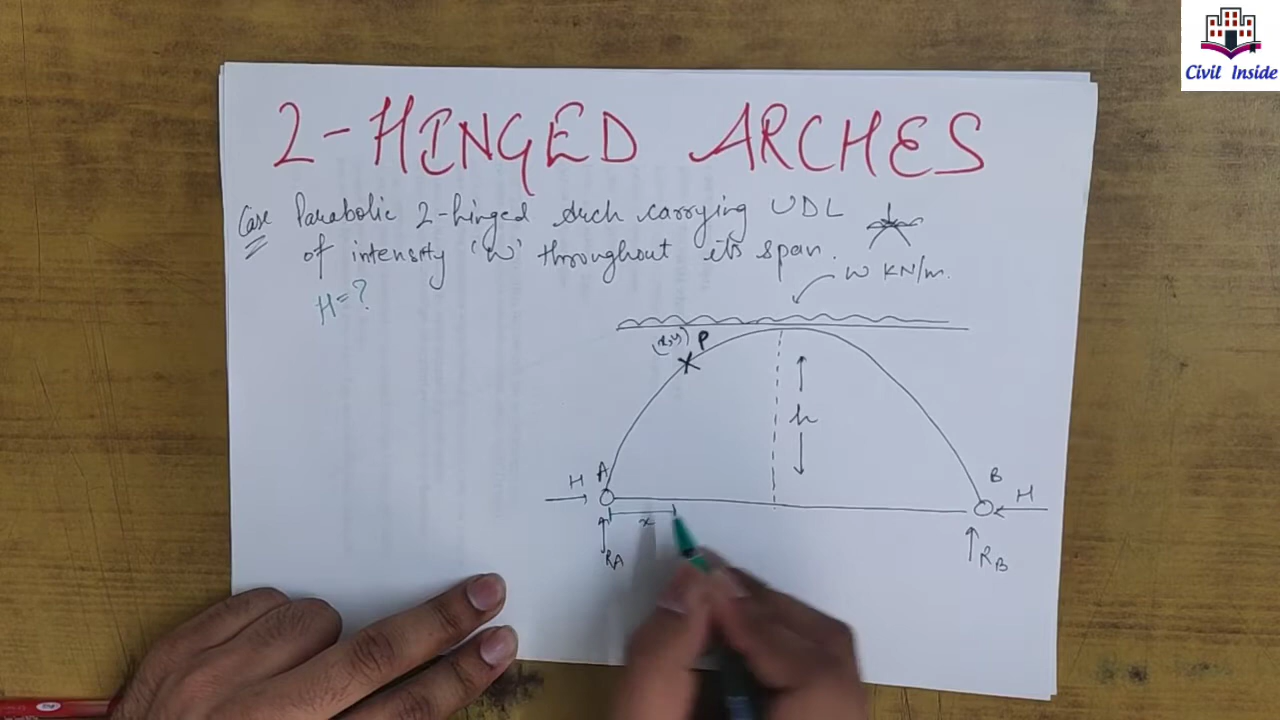 Civil Inside
2-HINGED ARCHES
Case Parabolic 2-hinged Arch carrying UDL
of intensity 'w' throughout its span.
w KN/m.
H=?
(x,y) P
h
A
B
H
H
x
RA
RB